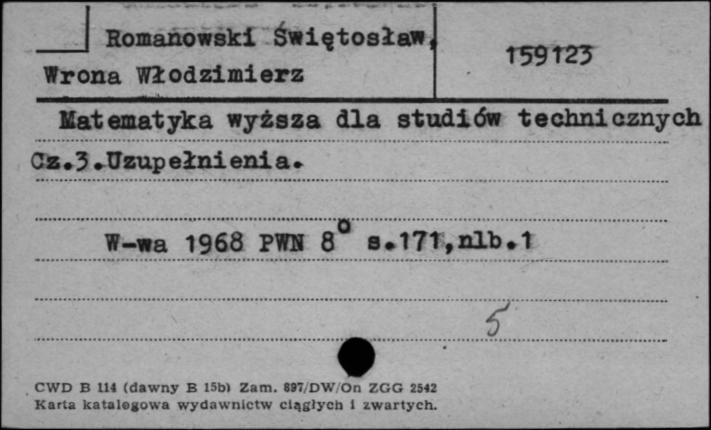 Romanowski Świętosław,
159123
Wrona Włodzimierz
Matematyka wyższa dla studiów technicznych
Cz.3.Uzupełnienia.
W-wa 1968 PWN 8° s.171,nlb.1
5
CWD B 114 (dawny B 15b) Zam. 897/DW/On ZGG 2542
Karta katalogowa wydawnictw ciągłych i zwartych.